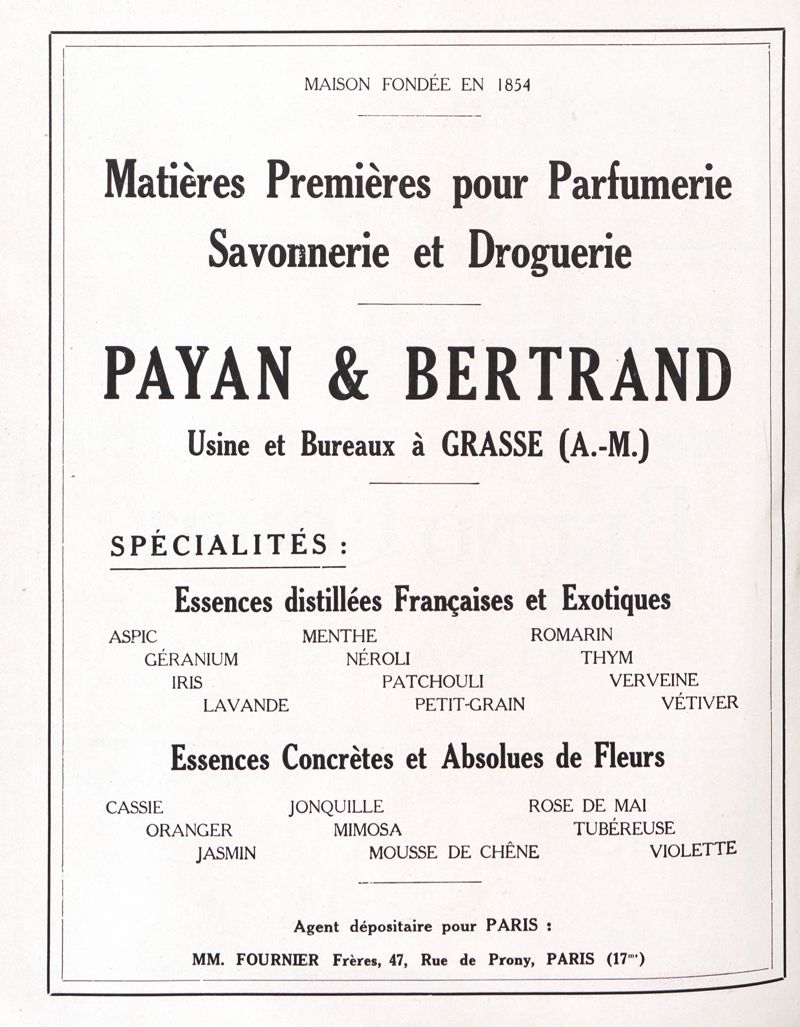 MAISON FONDÉE EN 1854
Matières Premières pour Parfumerie
Savonnerie et Droguerie
PAYAN & BERTRAND
Usine et Bureaux à GRASSE (A.-M.)
SPÉCIALITÉS :
Essences distillées Françaises et Exotiques
ASPIC MENTHE ROMARIN
GÉRANIUM NÉROLI THYM
IRIS PATCHOULI VERVEINE
LAVANDE PETIT-GRAIN VÉTIVER
Essences Concrètes et Absolues de Fleurs
CASSIE JONQUILLE ROSE DE MAI
ORANGER MIMOSA TUBÉREUSE
JASMIN MOUSSE DE CHÊNE VIOLETTE
Agent dépositaire pour PARIS :
MM. FOURNIER Frères, 47, Rue de Prony, PARIS (17me)